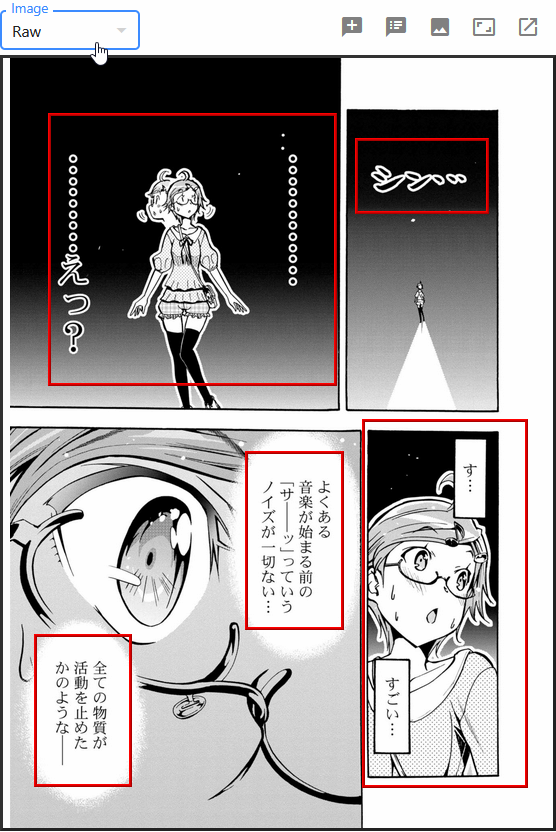 Image
Raw
シン…
………………
………………えっ？
す…
すごい…
よくある
音楽が始まる前の
「サ――ッ」っていう
ノイズが一切ない…
全ての物質が
活動を止めた
かのような――